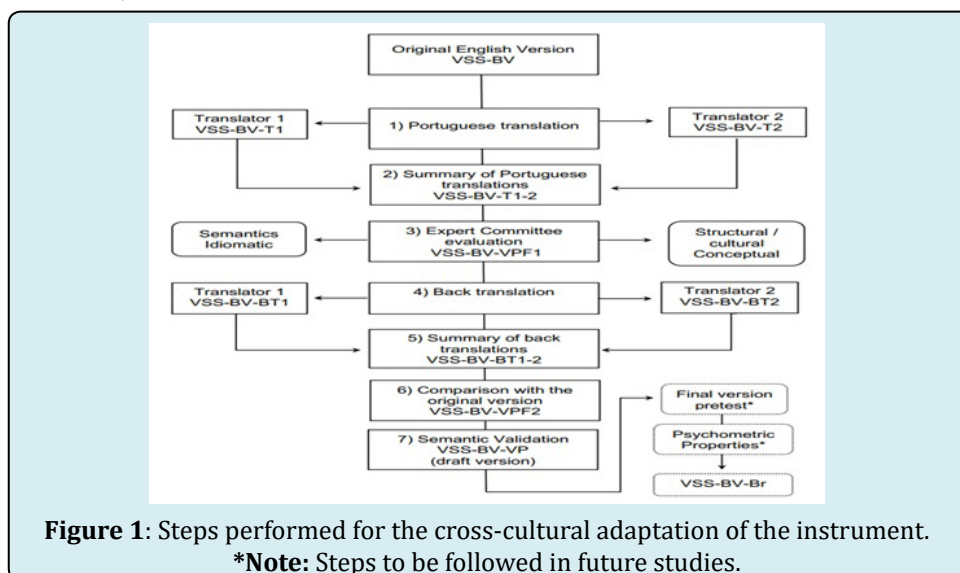 Original English Version
VSS-BV
Translator 1
VSS-BV-T1
1) Portuguese translation
Translator 2
VSS-BV-T2
2) Summary of Portuguese
translations
VSS-BV-T1-2
Semantics
Idiomatic
3) Expert Committee
evaluation
VSS-BV-VPF1
Structural /
cultural
Conceptual
Translator 1
VSS-BV-BT1
4) Back translation
Translator 2
VSS-BV-BT2
5) Summary of back
translations
VSS-BV-BT1-2
6) Comparison with the
original version
VSS-BV-VPF2
Final version
pretest*
7) Semantic Validation
VSS-BV-VP
(draft version)
Psychometric
Properties*
VSS-BV-Br
Figure 1: Steps performed for the cross-cultural adaptation of the instrument.
*Note: Steps to be followed in future studies.